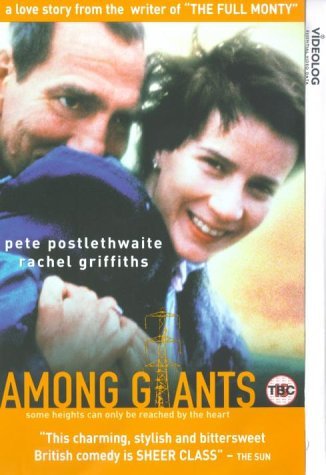 a love story from the writer of "THE FULL MONTY"
VIDEOLOG
pete postlethwaite
rachel griffiths
AMONG GIANTS
TBC
some heights can only be reached by the heart
"This charming, stylish and bittersweet
British comedy is SHEER CLASS" – THE SUN